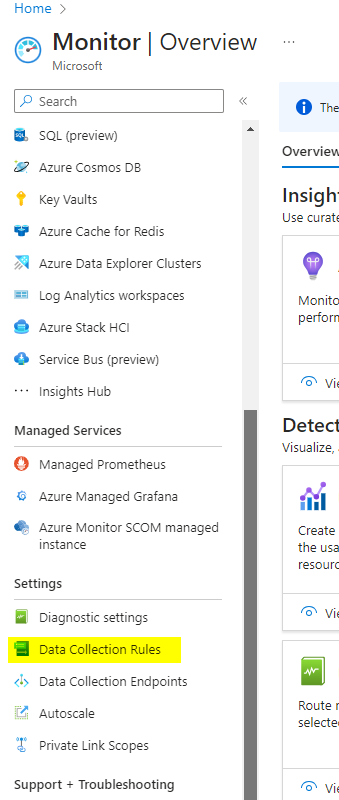 Home
Monitor | Overview
Microsoft
Search
The
SQL (preview)
Azure Cosmos DB
Overview
Key Vaults
Insigh
Use curate
Azure Cache for Redis
Azure Data Explorer Clusters
Log Analytics workspaces
Monito
perform
Azure Stack HCI
Service Bus (preview)
Insights Hub
Vie
Managed Services
Detect
Visualize,
Managed Prometheus
Azure Managed Grafana
Azure Monitor SCOM managed
instance
Create
the usa
resourc
Settings
Diagnostic settings
Vie
Data Collection Rules
Data Collection Endpoints
Autoscale
Route r
selected
Private Link Scopes
Support + Troubleshooting
Vie